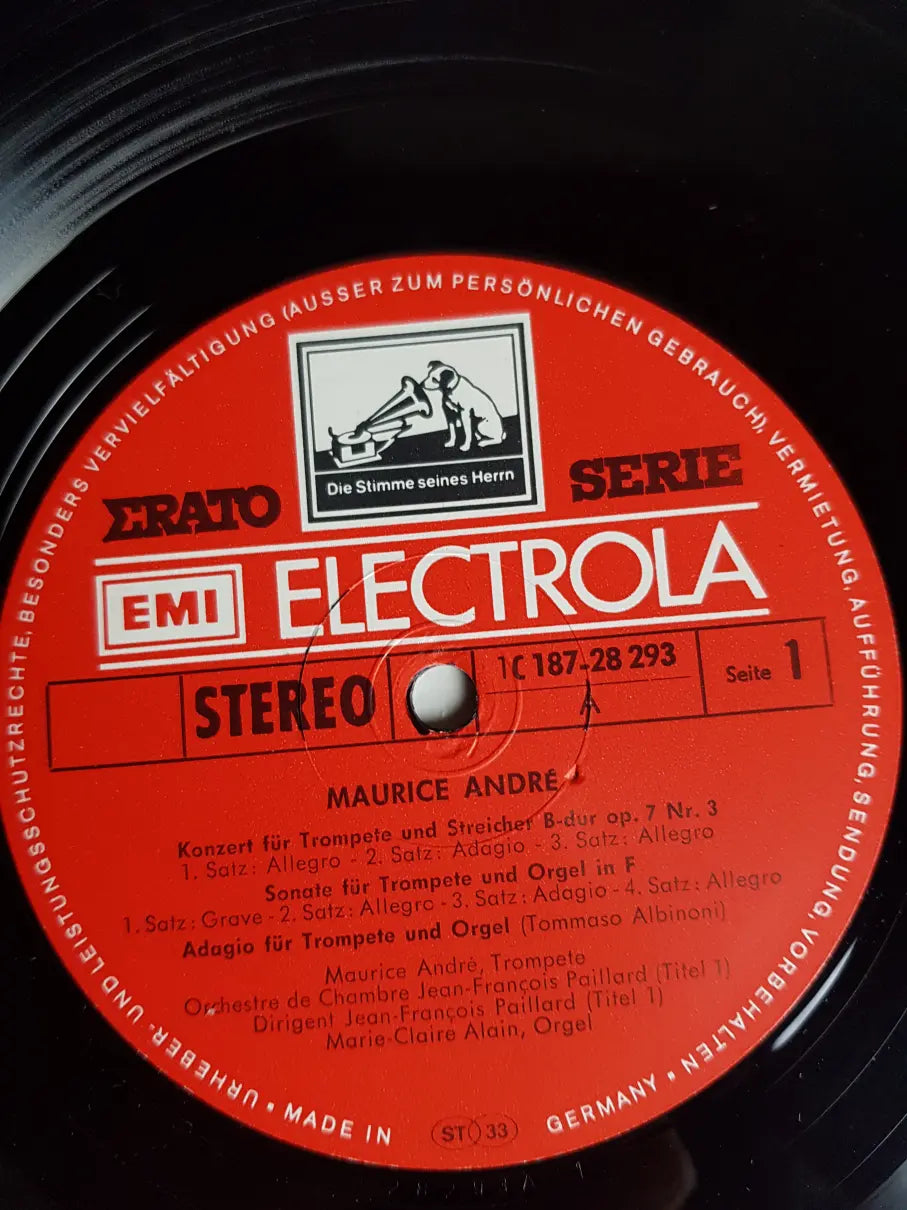 URHEBER- UND LEISTUNGSSCHUTZRECHTE, BESONDERS VERVIELFÄLTIGUNG (AUSSER ZUM PERSÖNLICHEN GEBRAUCH), VERMIETUNG, AUFFÜHRUNG, SENDUNG, VORBEHALTEN •
Die Stimme seines Herrn
ERATO SERIE
EMI ELECTROLA
STEREO 1C 187-28 293 Seite 1
A
MAURICE ANDRÉ
Konzert für Trompete und Streicher B-dur op. 7 Nr. 3
1. Satz: Allegro - 2. Satz: Adagio - 3. Satz: Allegro
Sonate für Trompete und Orgel in F
1. Satz: Grave - 2. Satz: Allegro - 3. Satz: Adagio - 4. Satz: Allegro
Adagio für Trompete und Orgel (Tommaso Albinoni)
Maurice André, Trompete
Orchestre de Chambre Jean-François Paillard (Titel 1)
Dirigent Jean-François Paillard (Titel 1)
Marie-Claire Alain, Orgel
• MADE IN GERMANY •
ST 33